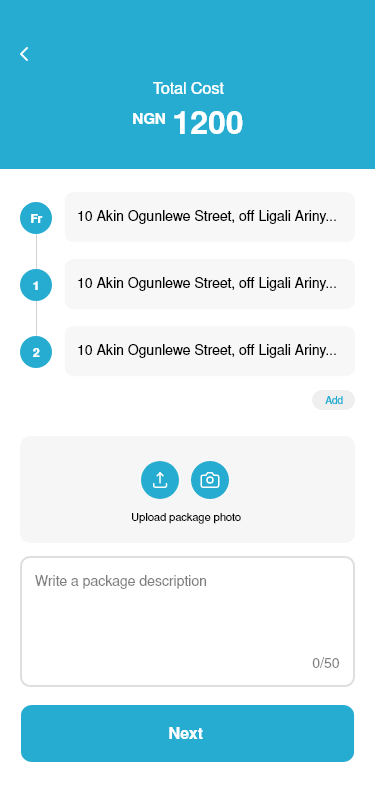 Total Cost
NGN 1200
Fr
10 Akin Ogunlewe Street, off Ligali Ariny...
1
10 Akin Ogunlewe Street, off Ligali Ariny...
2
10 Akin Ogunlewe Street, off Ligali Ariny...
Add
Upload package photo
Write a package description
0/50
Next